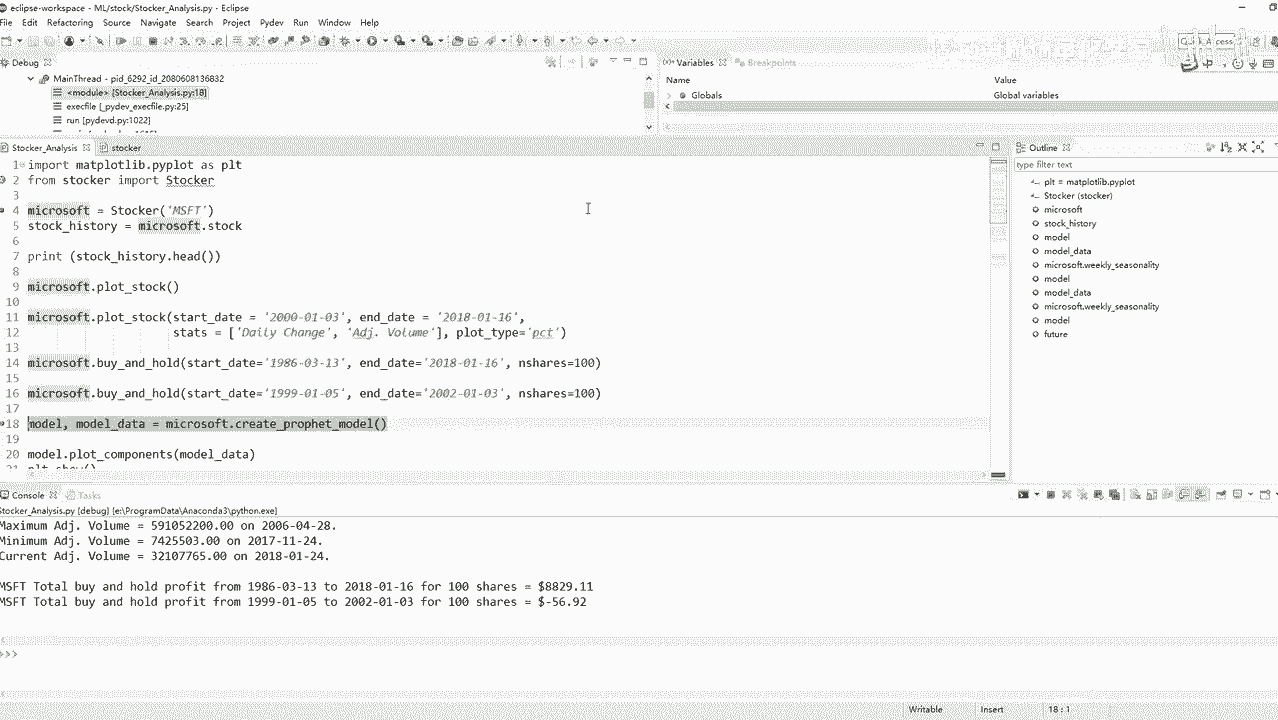 eclipse-workspace - ML/stock/Stocker_Analysis.py - Eclipse
File Edit Refactoring Source Navigate Search Project Pydev Run Window Help
Debug
MainThread - pid_6292_id_2080608136832
<module> [Stocker_Analysis.py:18]
execfile [_pydev_execfile.py:25]
run [pydevd.py:1022]
Variables Breakpoints
Name Value
Globals Global variables
Stocker_Analysis stocker
1 import matplotlib.pyplot as plt
2 from stocker import Stocker
3
4 microsoft = Stocker('MSFT')
5 stock_history = microsoft.stock
6
7 print (stock_history.head())
8
9 microsoft.plot_stock()
10
11 microsoft.plot_stock(start_date = '2000-01-03', end_date = '2018-01-16',
12 stats = ['Daily Change', 'Adj. Volume'], plot_type='pct')
13
14 microsoft.buy_and_hold(start_date='1986-03-13', end_date='2018-01-16', nshares=100)
15
16 microsoft.buy_and_hold(start_date='1999-01-05', end_date='2002-01-03', nshares=100)
17
18 model, model_data = microsoft.create_prophet_model()
19
20 model.plot_components(model_data)
21 plt.show()
Outline
type filter text
plt = matplotlib.pyplot
Stocker (stocker)
microsoft
stock_history
model
model_data
microsoft.weekly_seasonality
model
model_data
microsoft.weekly_seasonality
model
future
Console Tasks
Stocker_Analysis.py [debug] [e:\ProgramData\Anaconda3\python.exe]
Maximum Adj. Volume = 591052200.00 on 2006-04-28.
Minimum Adj. Volume = 7425503.00 on 2017-11-24.
Current Adj. Volume = 32107765.00 on 2018-01-24.
MSFT Total buy and hold profit from 1986-03-13 to 2018-01-16 for 100 shares = $8829.11
MSFT Total buy and hold profit from 1999-01-05 to 2002-01-03 for 100 shares = $-56.92
>>>
Writable Insert 18 : 1